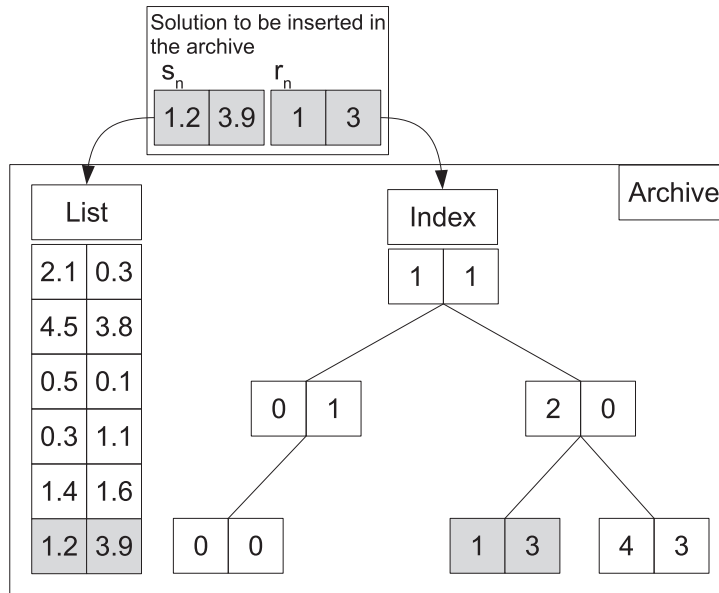 Solution to be inserted in
the archive
sn rn
1.2 3.9 1 3
Archive
List
Index
2.1 0.3
4.5 3.8
0.5 0.1
0.3 1.1
1.4 1.6
1.2 3.9
1 1
0 1
2 0
0 0
1 3
4 3